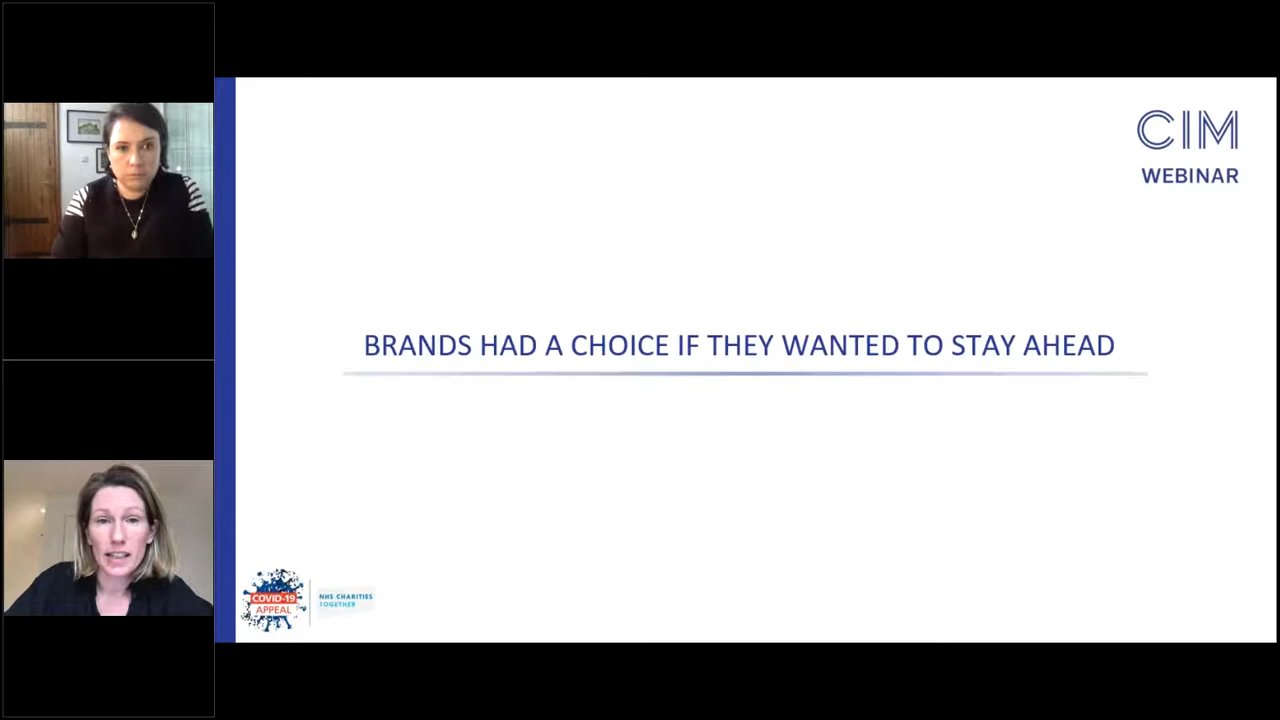 CIM
WEBINAR
BRANDS HAD A CHOICE IF THEY WANTED TO STAY AHEAD
COVID-19
APPEAL
NHS CHARITIES
TOGETHER